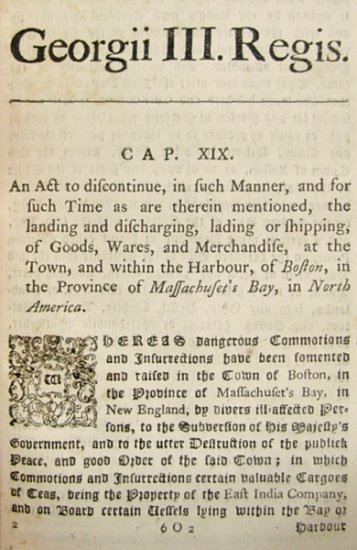 Georgii III. Regis.
CAP. XIX.
An Act to diſcontinue, in ſuch Manner, and for
ſuch Time as are therein mentioned, the
landing and diſcharging, lading or ſhipping,
of Goods, Wares, and Merchandiſe, at the
Town, and within the Harbour, of Boſton, in
the Province of Maſſachuſet's Bay, in North
America.
WHEREAS dangerous Commotions
and Inſurrections have been fomented
and raiſed in the Town of Boſton, in
the Province of Maſſachuſet's Bay, in
New England, by divers ill-affected Per-
ſons, to the Subverſion of His Majeſty's
Government, and to the utter Deſtruction of the publick
Peace, and good Order of the ſaid Town; in which
Commotions and Inſurrections certain valuable Cargoes
of Teas, being the Property of the Eaſt India Company,
and on Board certain Veſſels lying within the Bay or
2 6 O 2 Harbour